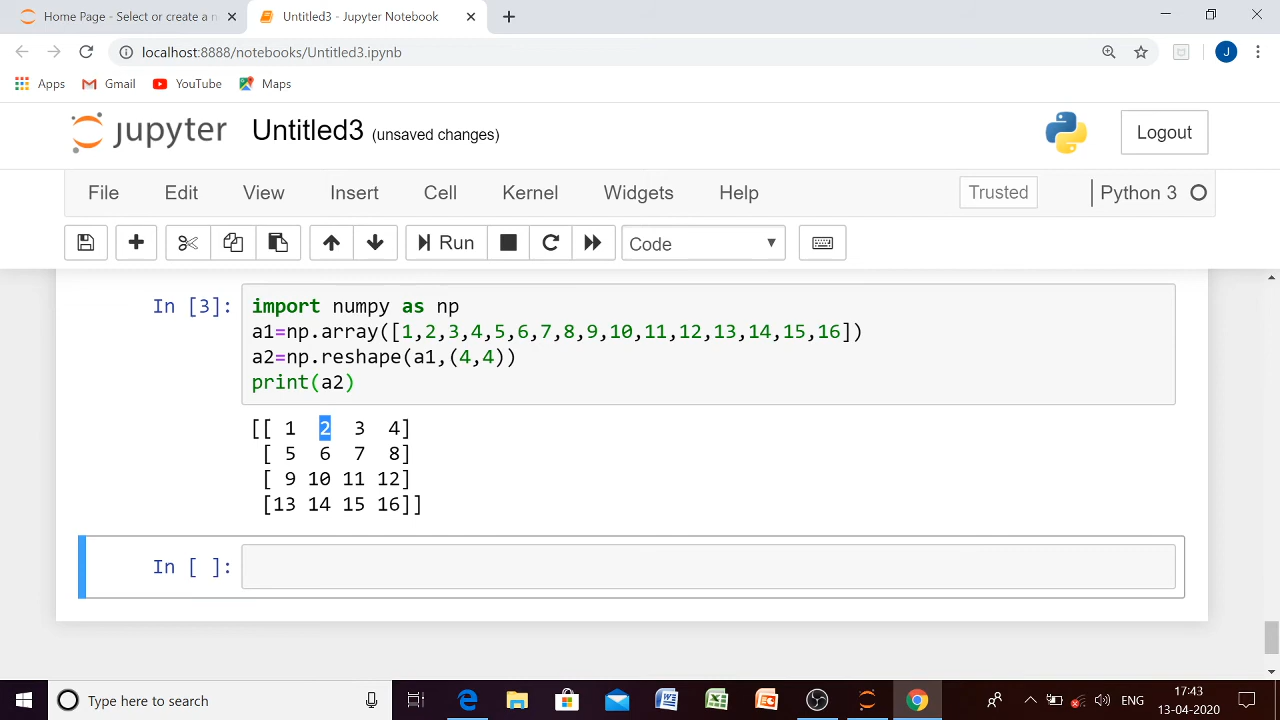 Home Page - Select or create a n
Untitled3 - Jupyter Notebook
localhost:8888/notebooks/Untitled3.ipynb
J
Apps Gmail YouTube Maps
jupyter Untitled3 (unsaved changes)
Logout
File Edit View Insert Cell Kernel Widgets Help
Trusted
Python 3
Run
Code
In [3]:
import numpy as np
a1=np.array([1,2,3,4,5,6,7,8,9,10,11,12,13,14,15,16])
a2=np.reshape(a1,(4,4))
print(a2)
[[ 1  2  3  4]
 [ 5  6  7  8]
 [ 9 10 11 12]
 [13 14 15 16]]
In [ ]:
Type here to search
ENG
17:43
13-04-2020